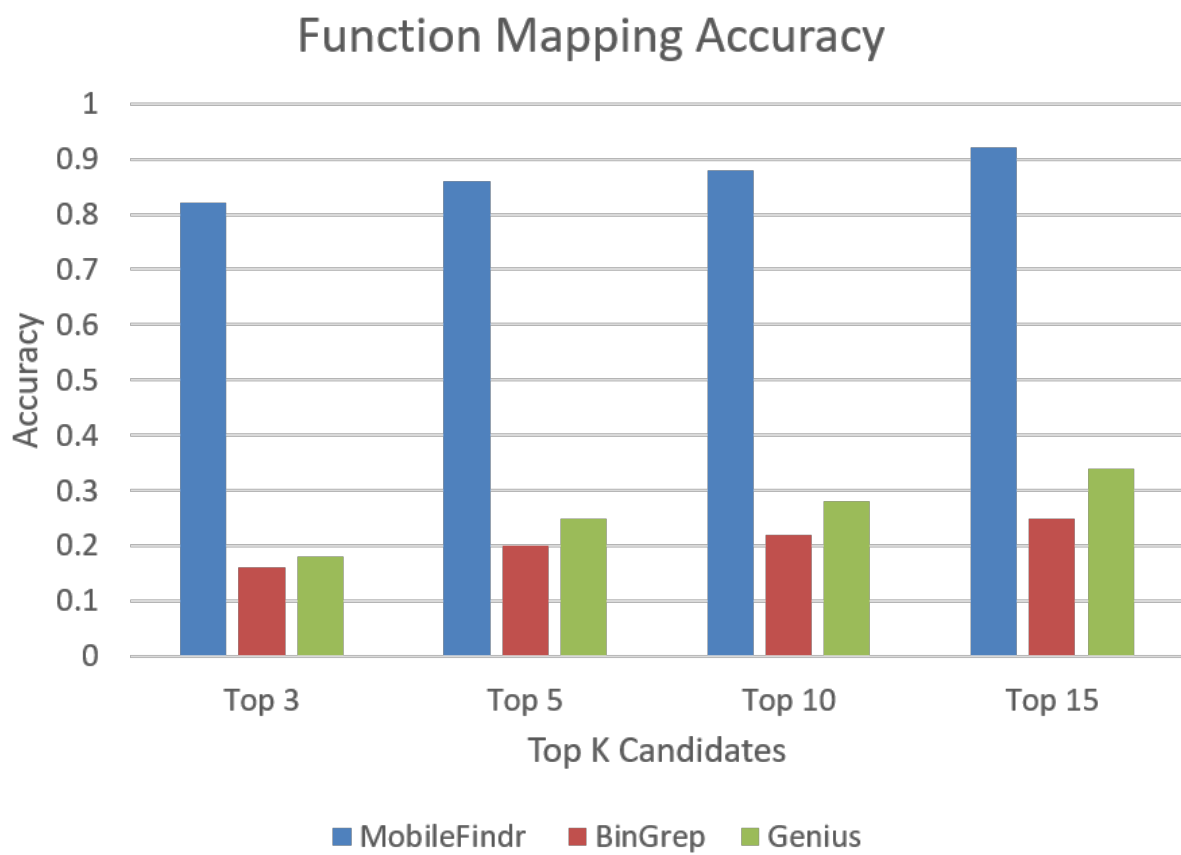 Function Mapping Accuracy
1
0.9
0.8
0.7
0.6
0.5
0.4
0.3
0.2
0.1
0
Accuracy
Top 3 Top 5 Top 10 Top 15
Top K Candidates
MobileFindr BinGrep Genius